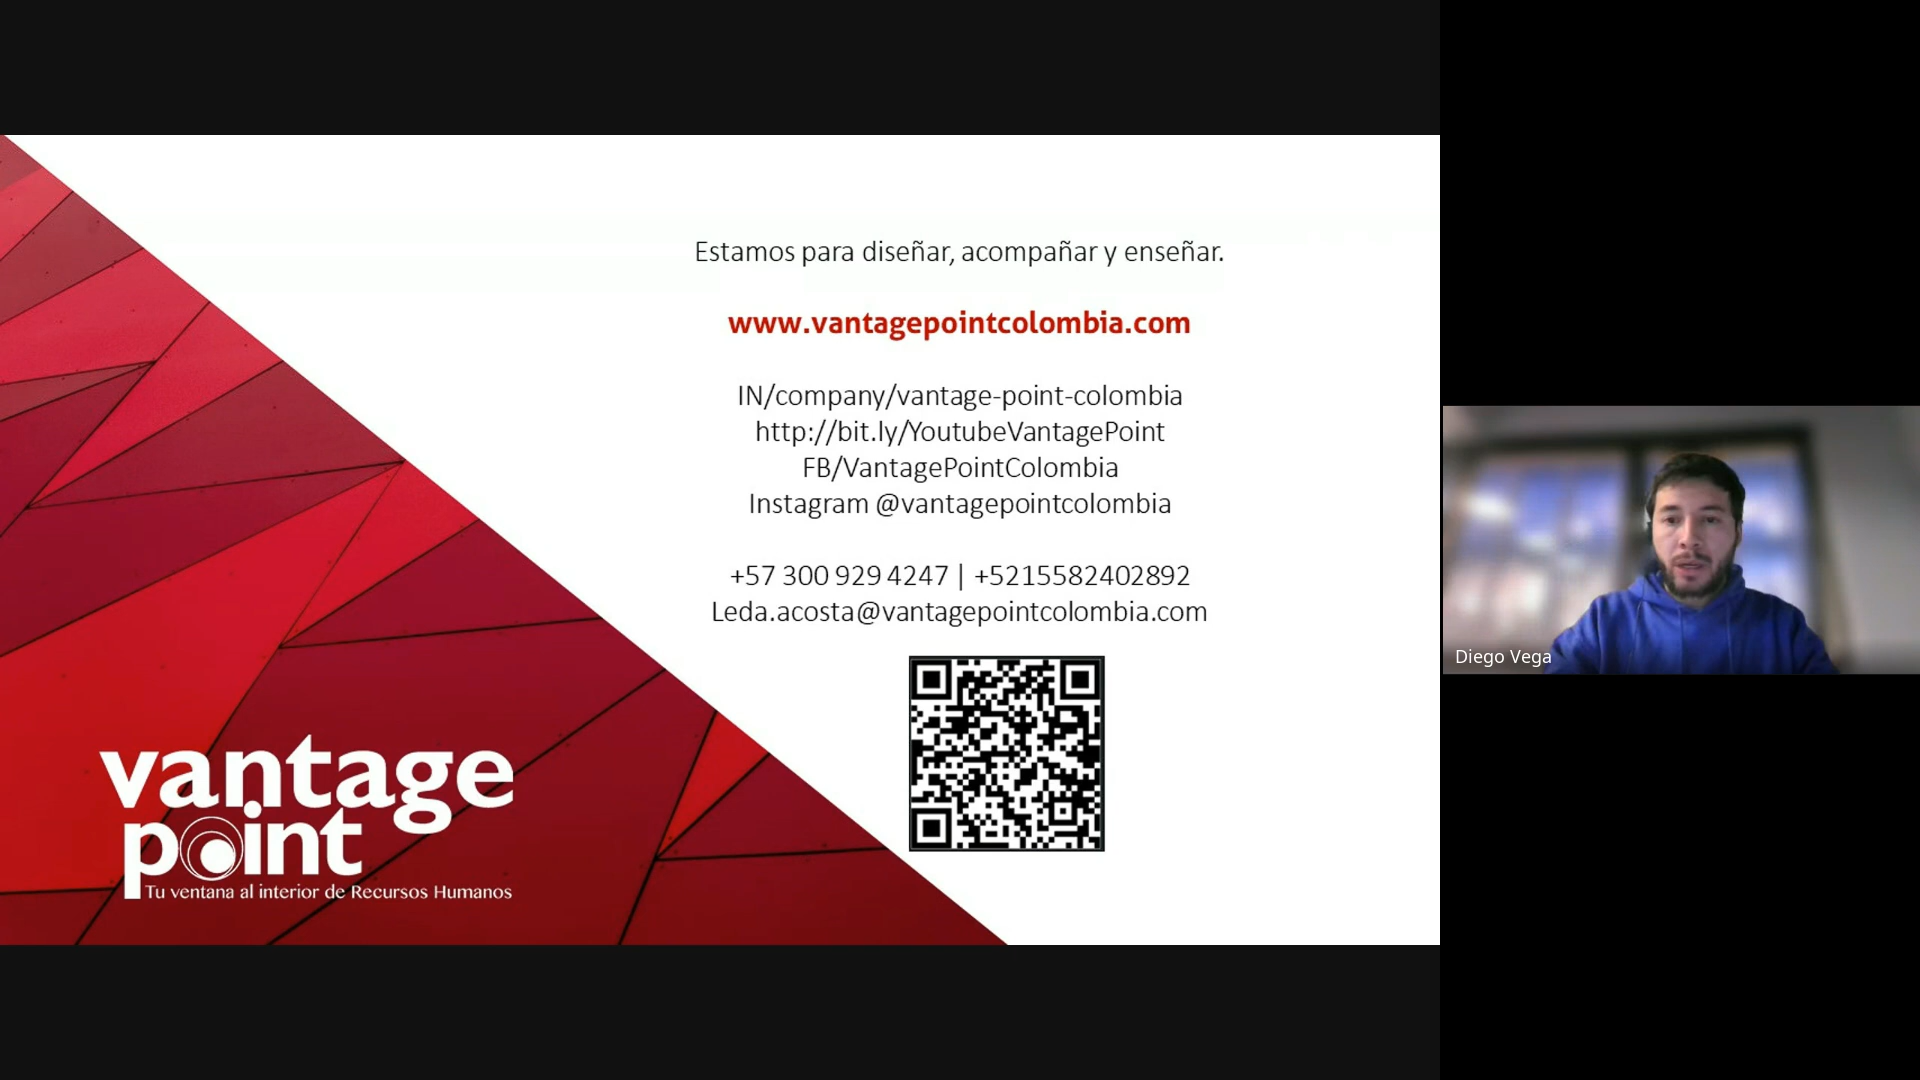 Estamos para diseñar, acompañar y enseñar.
www.vantagepointcolombia.com
IN/company/vantage-point-colombia
http://bit.ly/YoutubeVantagePoint
FB/VantagePointColombia
Instagram @vantagepointcolombia
+57 300 929 4247 | +5215582402892
Leda.acosta@vantagepointcolombia.com
vantage
point
Tu ventana al interior de Recursos Humanos
Diego Vega